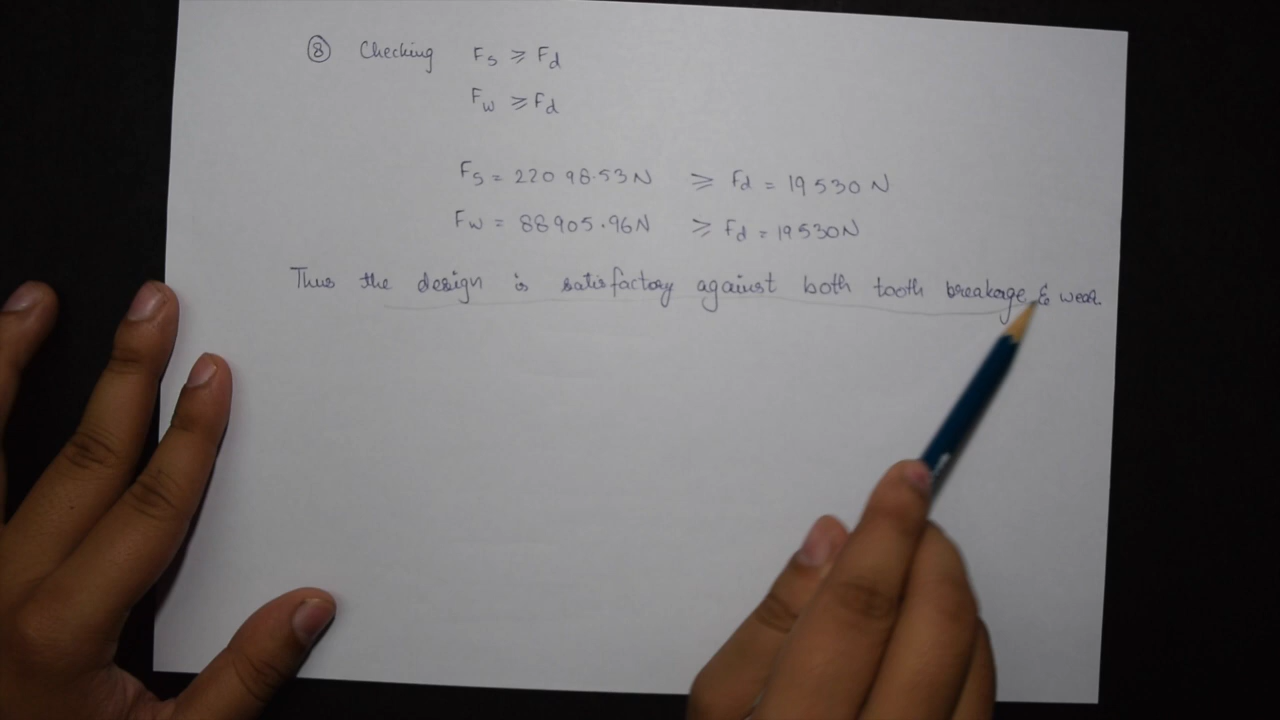 ⑧ Checking Fs ≥ Fd
Fw ≥ Fd
Fs = 22098.53N ≥ Fd = 19530 N
Fw = 88905.96N ≥ Fd = 19530N
Thus the design is satisfactory against both tooth breakage & wear.